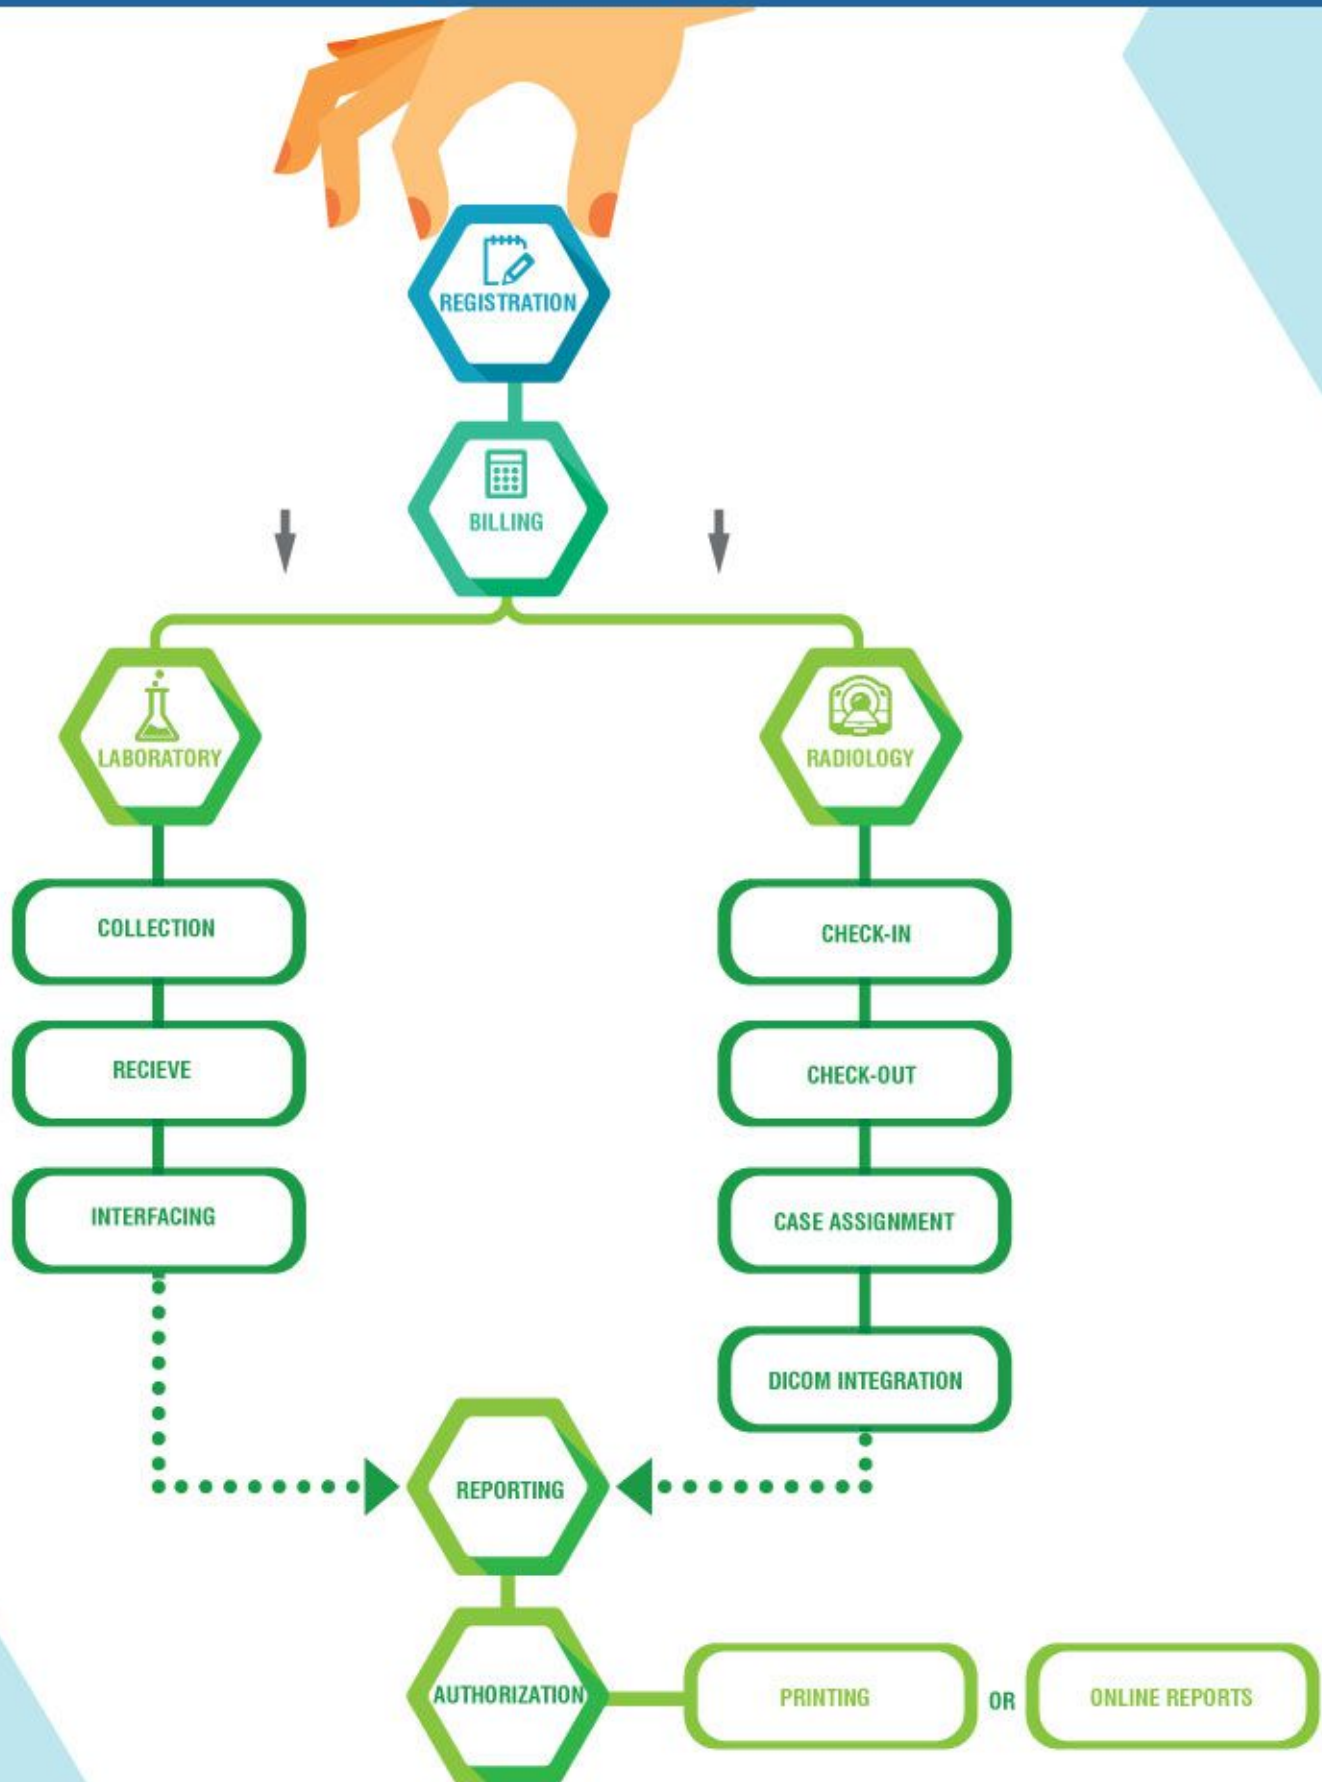 REGISTRATION
BILLING
LABORATORY
RADIOLOGY
COLLECTION
CHECK-IN
RECIEVE
CHECK-OUT
INTERFACING
CASE ASSIGNMENT
DICOM INTEGRATION
REPORTING
AUTHORIZATION
PRINTING
OR
ONLINE REPORTS